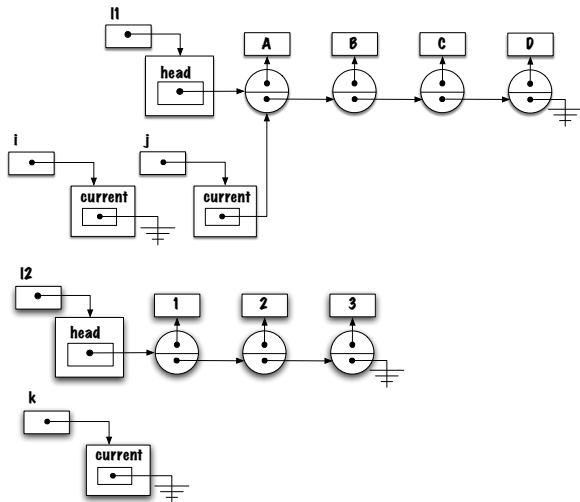 l1
A B C D
head
i j
current current
l2
1 2 3
head
k
current